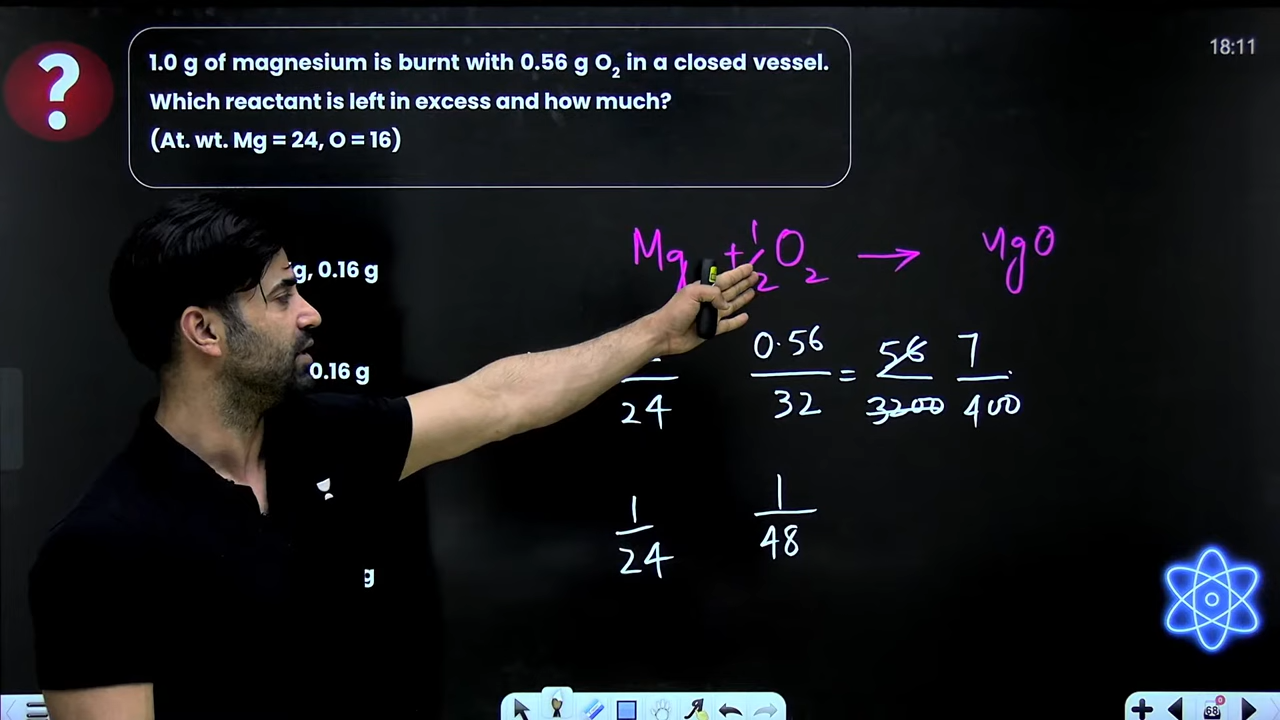 18:11
?
1.0 g of magnesium is burnt with 0.56 g O₂ in a closed vessel.
Which reactant is left in excess and how much?
(At. wt. Mg = 24, O = 16)
Mg + 1/2 O₂ → MgO
g, 0.16 g
0.16 g
g
24
0.56/32 = 56/3200 7/400
1/24 1/48
68